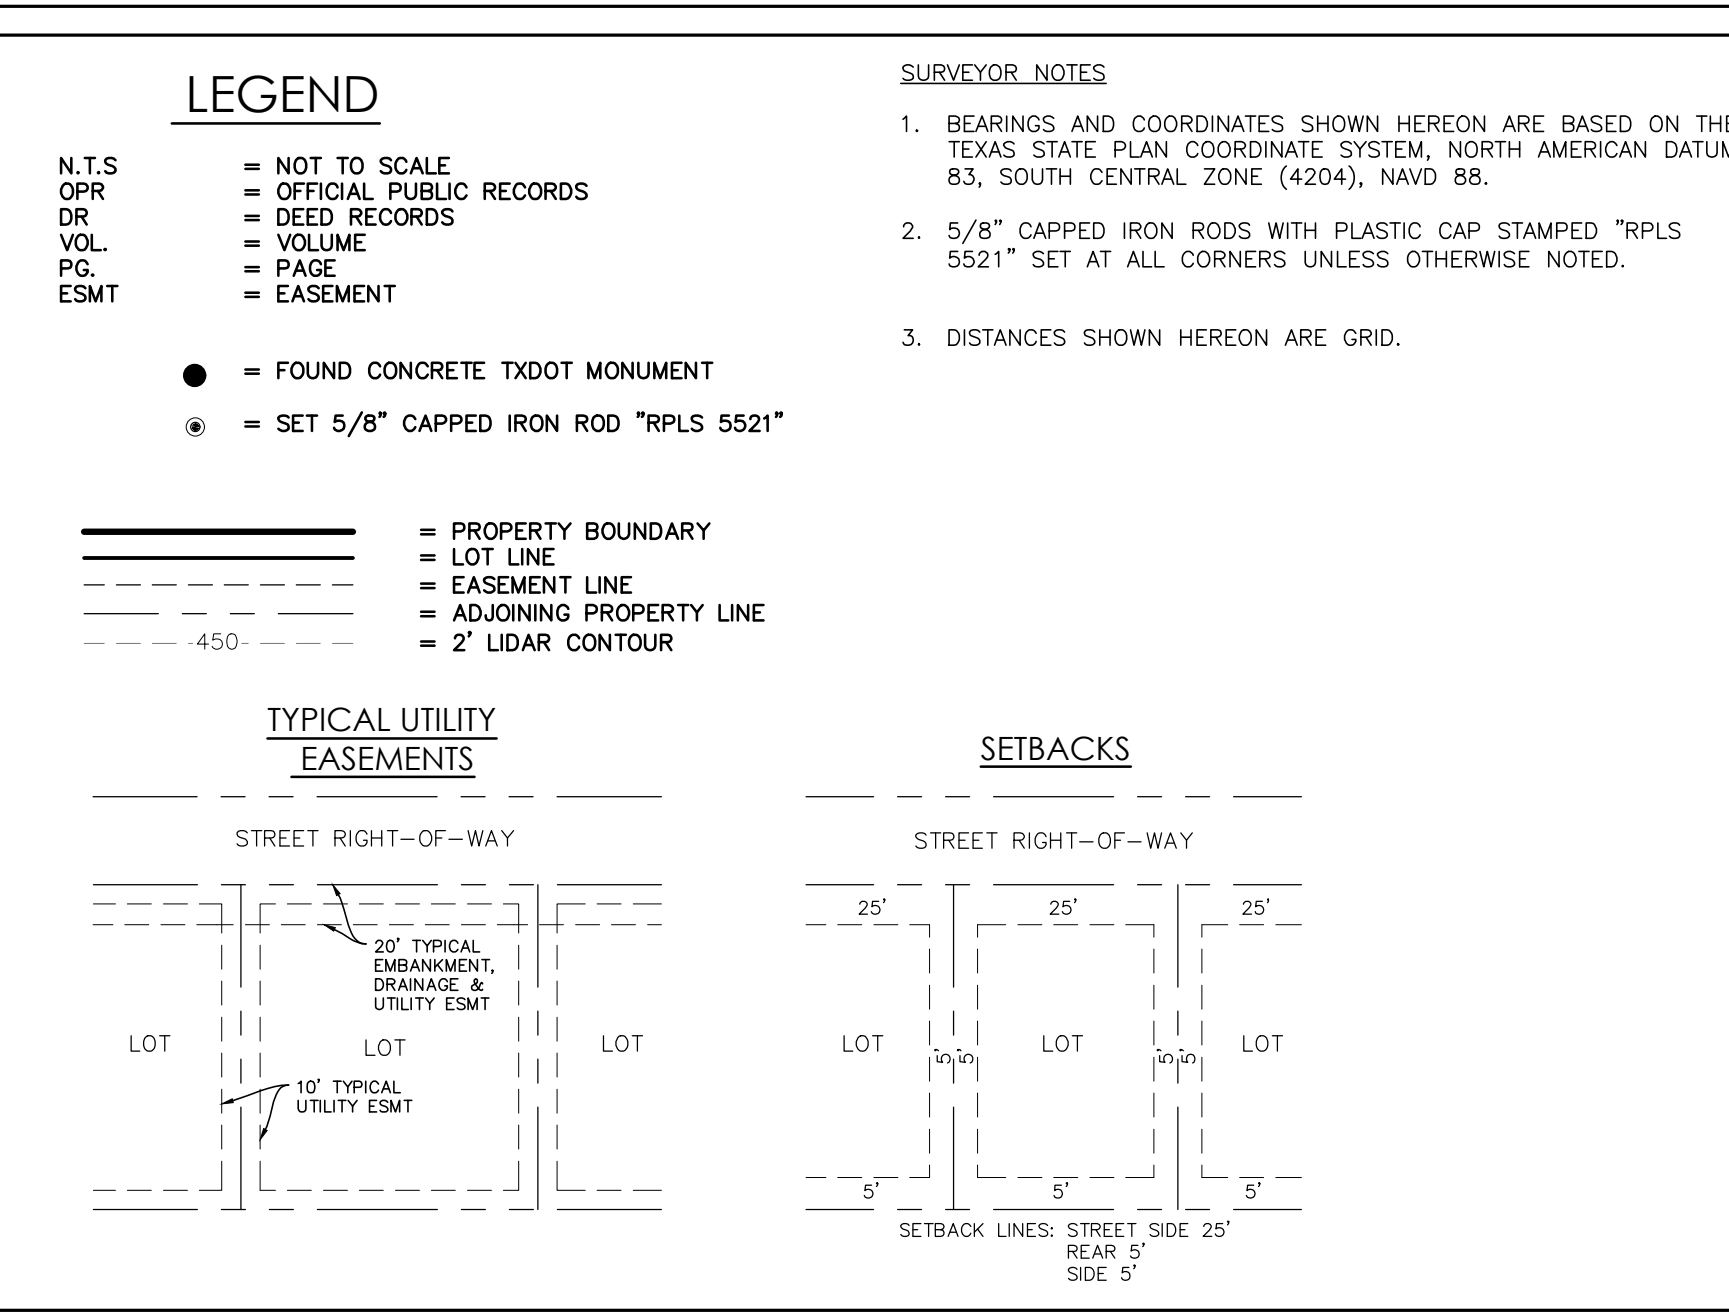 LEGEND
N.T.S = NOT TO SCALE
OPR = OFFICIAL PUBLIC RECORDS
DR = DEED RECORDS
VOL. = VOLUME
PG. = PAGE
ESMT = EASEMENT
= FOUND CONCRETE TXDOT MONUMENT
= SET 5/8" CAPPED IRON ROD "RPLS 5521"
= PROPERTY BOUNDARY
= LOT LINE
= EASEMENT LINE
= ADJOINING PROPERTY LINE
-450- = 2' LIDAR CONTOUR
SURVEYOR NOTES
1. BEARINGS AND COORDINATES SHOWN HEREON ARE BASED ON THE
TEXAS STATE PLAN COORDINATE SYSTEM, NORTH AMERICAN DATUM
83, SOUTH CENTRAL ZONE (4204), NAVD 88.
2. 5/8" CAPPED IRON RODS WITH PLASTIC CAP STAMPED "RPLS
5521" SET AT ALL CORNERS UNLESS OTHERWISE NOTED.
3. DISTANCES SHOWN HEREON ARE GRID.
TYPICAL UTILITY
EASEMENTS
STREET RIGHT-OF-WAY
20' TYPICAL
EMBANKMENT,
DRAINAGE &
UTILITY ESMT
LOT LOT LOT
10' TYPICAL
UTILITY ESMT
SETBACKS
STREET RIGHT-OF-WAY
25' 25' 25'
LOT 5' 5' LOT 5' 5' LOT
5' 5' 5'
SETBACK LINES: STREET SIDE 25'
REAR 5'
SIDE 5'